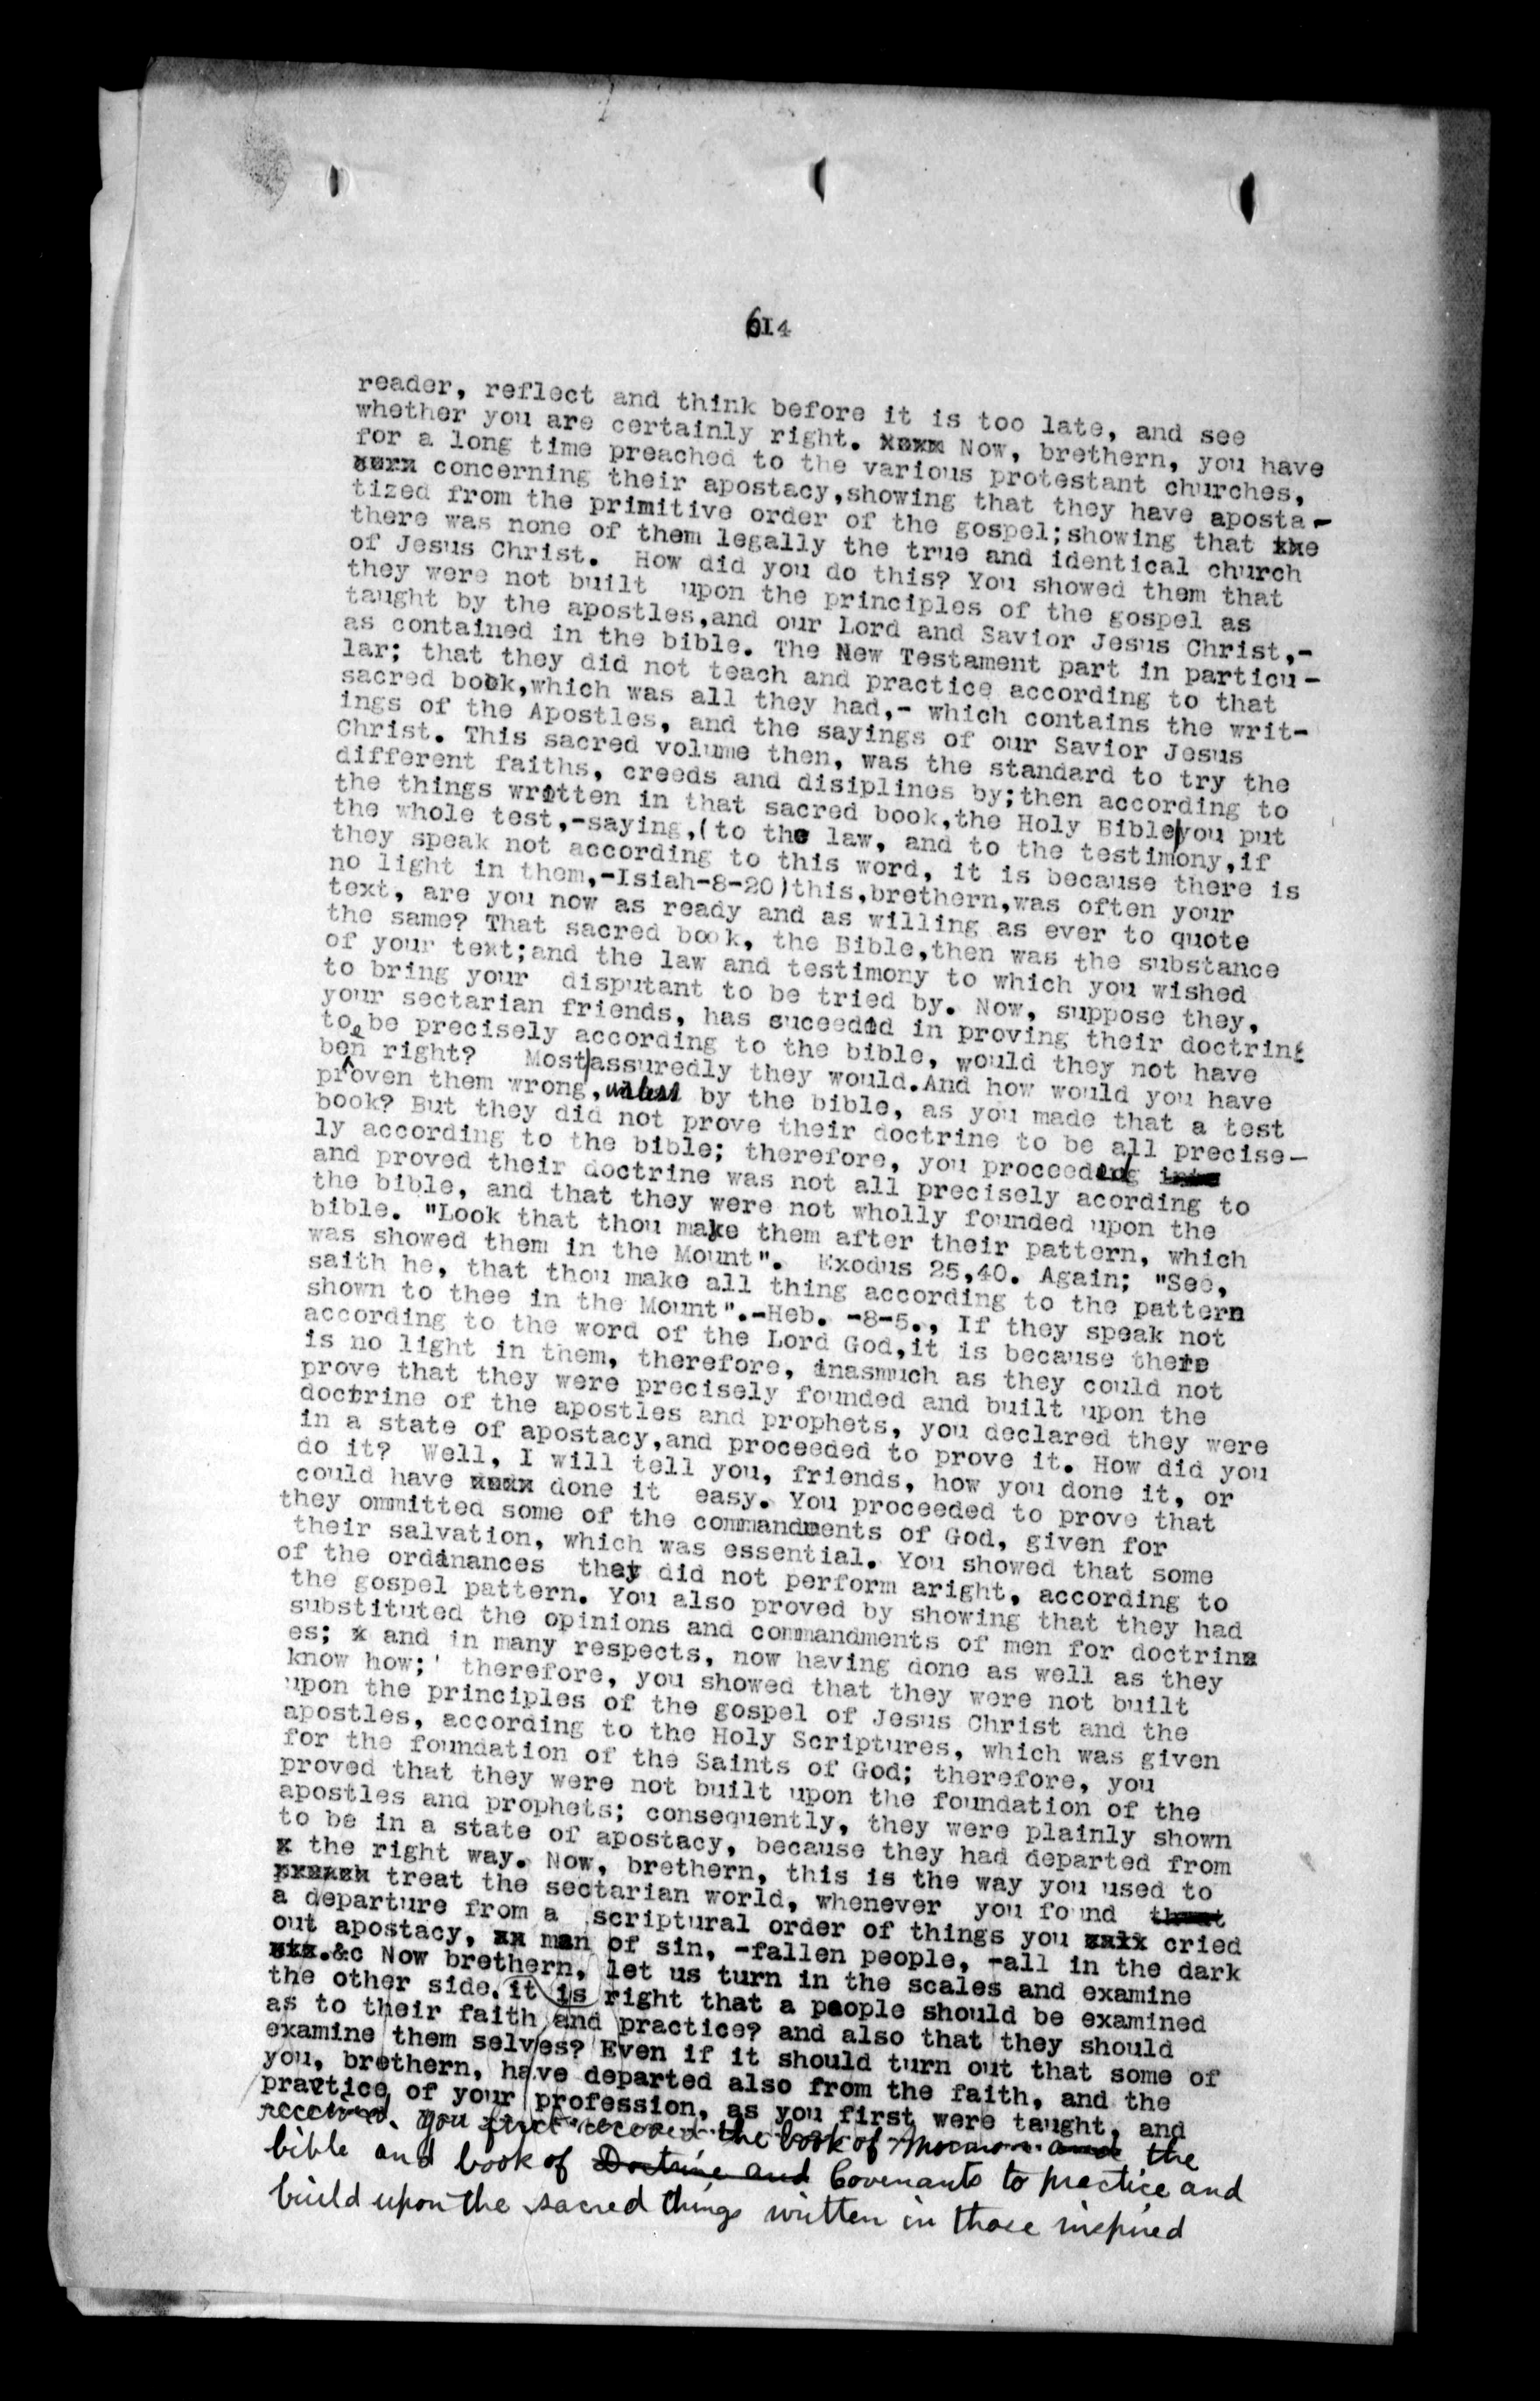 614
reader, reflect and think before it is too late, and see
whether you are certainly right. Now, brethern, you have
for a long time preached to the various protestant churches,
concerning their apostacy,showing that they have aposta-
tized from the primitive order of the gospel;showing that the
there was none of them legally the true and identical church
of Jesus Christ. How did you do this? You showed them that
they were not built upon the principles of the gospel as
taught by the apostles,and our Lord and Savior Jesus Christ,-
as contained in the bible. The New Testament part in particu-
lar; that they did not teach and practice according to that
sacred book,which was all they had,- which contains the writ-
ings of the Apostles, and the sayings of our Savior Jesus
Christ. This sacred volume then, was the standard to try the
different faiths, creeds and disiplines by;then according to
the things written in that sacred book,the Holy Bible you put
the whole test,-saying,(to the law, and to the testimony,if
they speak not according to this word, it is because there is
no light in them,-Isiah-8-20)this,brethern,was often your
text, are you now as ready and as willing as ever to quote
the same? That sacred book, the Bible,then was the substance
of your text;and the law and testimony to which you wished
to bring your disputant to be tried by. Now, suppose they,
your sectarian friends, has suceeded in proving their doctrine
to be precisely according to the bible, would they not have
been right? Most assuredly they would.And how would you have
proven them wrong, unless by the bible, as you made that a test
book? But they did not prove their doctrine to be all precise-
ly according to the bible; therefore, you proceeded
and proved their doctrine was not all precisely acording to
the bible, and that they were not wholly founded upon the
bible. "Look that thou make them after their pattern, which
was showed them in the Mount". Exodus 25,40. Again; "See,
saith he, that thou make all thing according to the pattern
shown to thee in the Mount".-Heb. -8-5., If they speak not
according to the word of the Lord God,it is because there
is no light in them, therefore, inasmuch as they could not
prove that they were precisely founded and built upon the
doctrine of the apostles and prophets, you declared they were
in a state of apostacy,and proceeded to prove it. How did you
do it? Well, I will tell you, friends, how you done it, or
could have done it easy. You proceeded to prove that
they ommitted some of the commandments of God, given for
their salvation, which was essential. You showed that some
of the ordinances they did not perform aright, according to
the gospel pattern. You also proved by showing that they had
substituted the opinions and commandments of men for doctrin
es; and in many respects, now having done as well as they
know how;' therefore, you showed that they were not built
upon the principles of the gospel of Jesus Christ and the
apostles, according to the Holy Scriptures, which was given
for the foundation of the Saints of God; therefore, you
proved that they were not built upon the foundation of the
apostles and prophets; consequently, they were plainly shown
to be in a state of apostacy, because they had departed from
the right way. Now, brethern, this is the way you used to
treat the sectarian world, whenever you found that
a departure from a scriptural order of things you cried
out apostacy, man of sin, -fallen people, -all in the dark
&c Now brethern, let us turn in the scales and examine
the other side. it is right that a people should be examined
as to their faith and practice? and also that they should
examine them selves? Even if it should turn out that some of
you, brethern, have departed also from the faith, and the
practice of your profession, as you first were taught, and
received. you first received the book of Mormon and the
bible and book of Doctrine and Covenants to practice and
build upon the sacred things written in those inspired